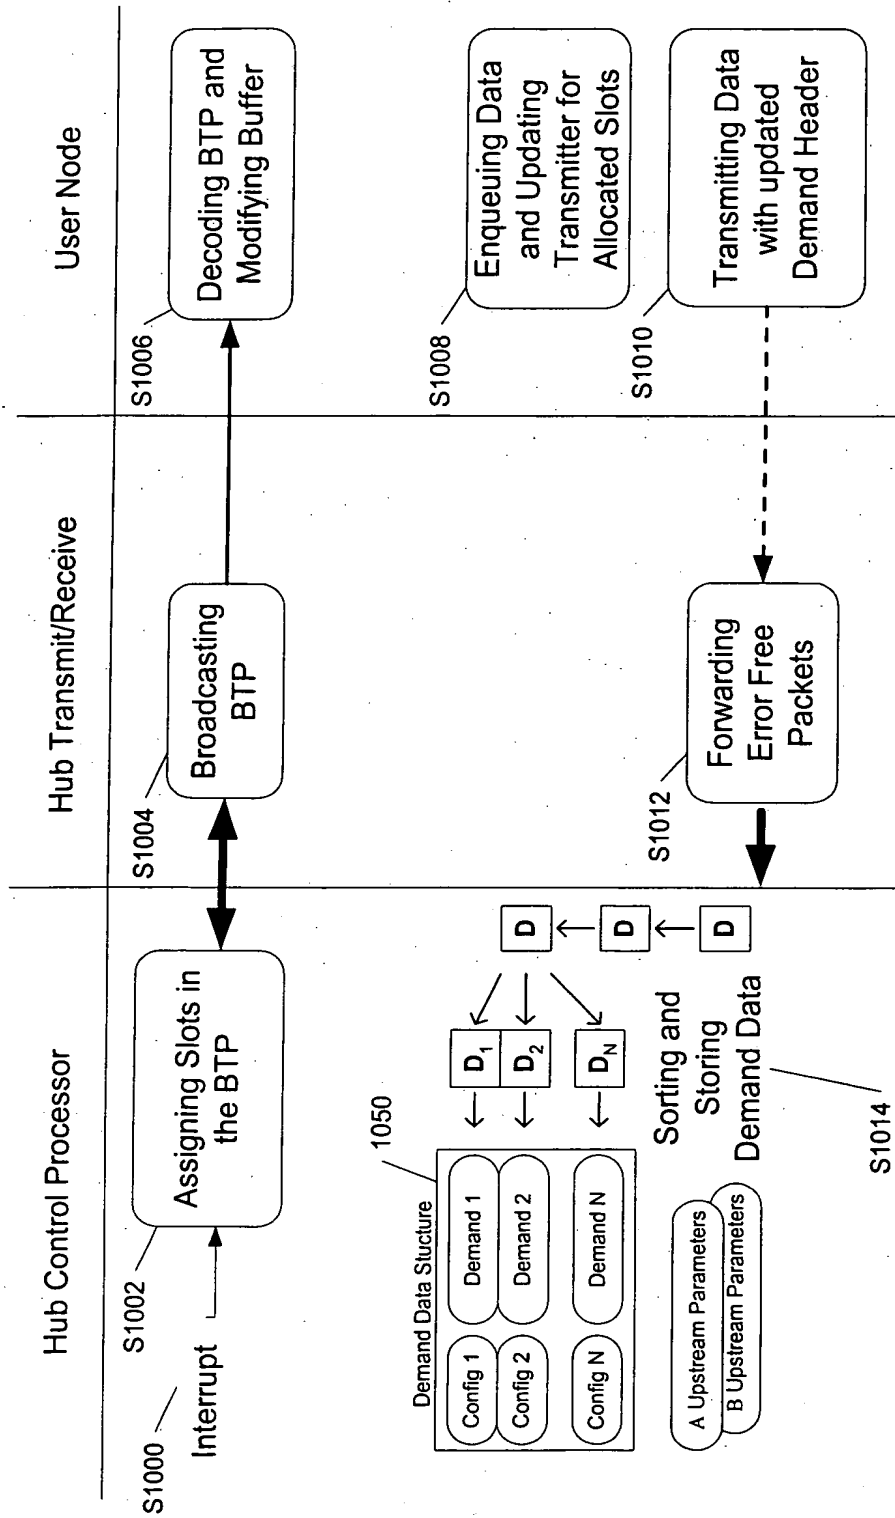 Hub Control Processor
Hub Transmit/Receive
User Node
S1000
Interrupt
S1002
Assigning Slots in
the BTP
S1004
Broadcasting
BTP
S1006
Decoding BTP and
Modifying Buffer
S1008
Enqueuing Data
and Updating
Transmitter for
Allocated Slots
S1010
Transmitting Data
with updated
Demand Header
S1012
Forwarding
Error Free
Packets
1050
Demand Data Stucture
Config 1
Demand 1
Config 2
Demand 2
Config N
Demand N
D1
D2
DN
D
D
D
Sorting and
Storing
Demand Data
S1014
A Upstream Parameters
B Upstream Parameters